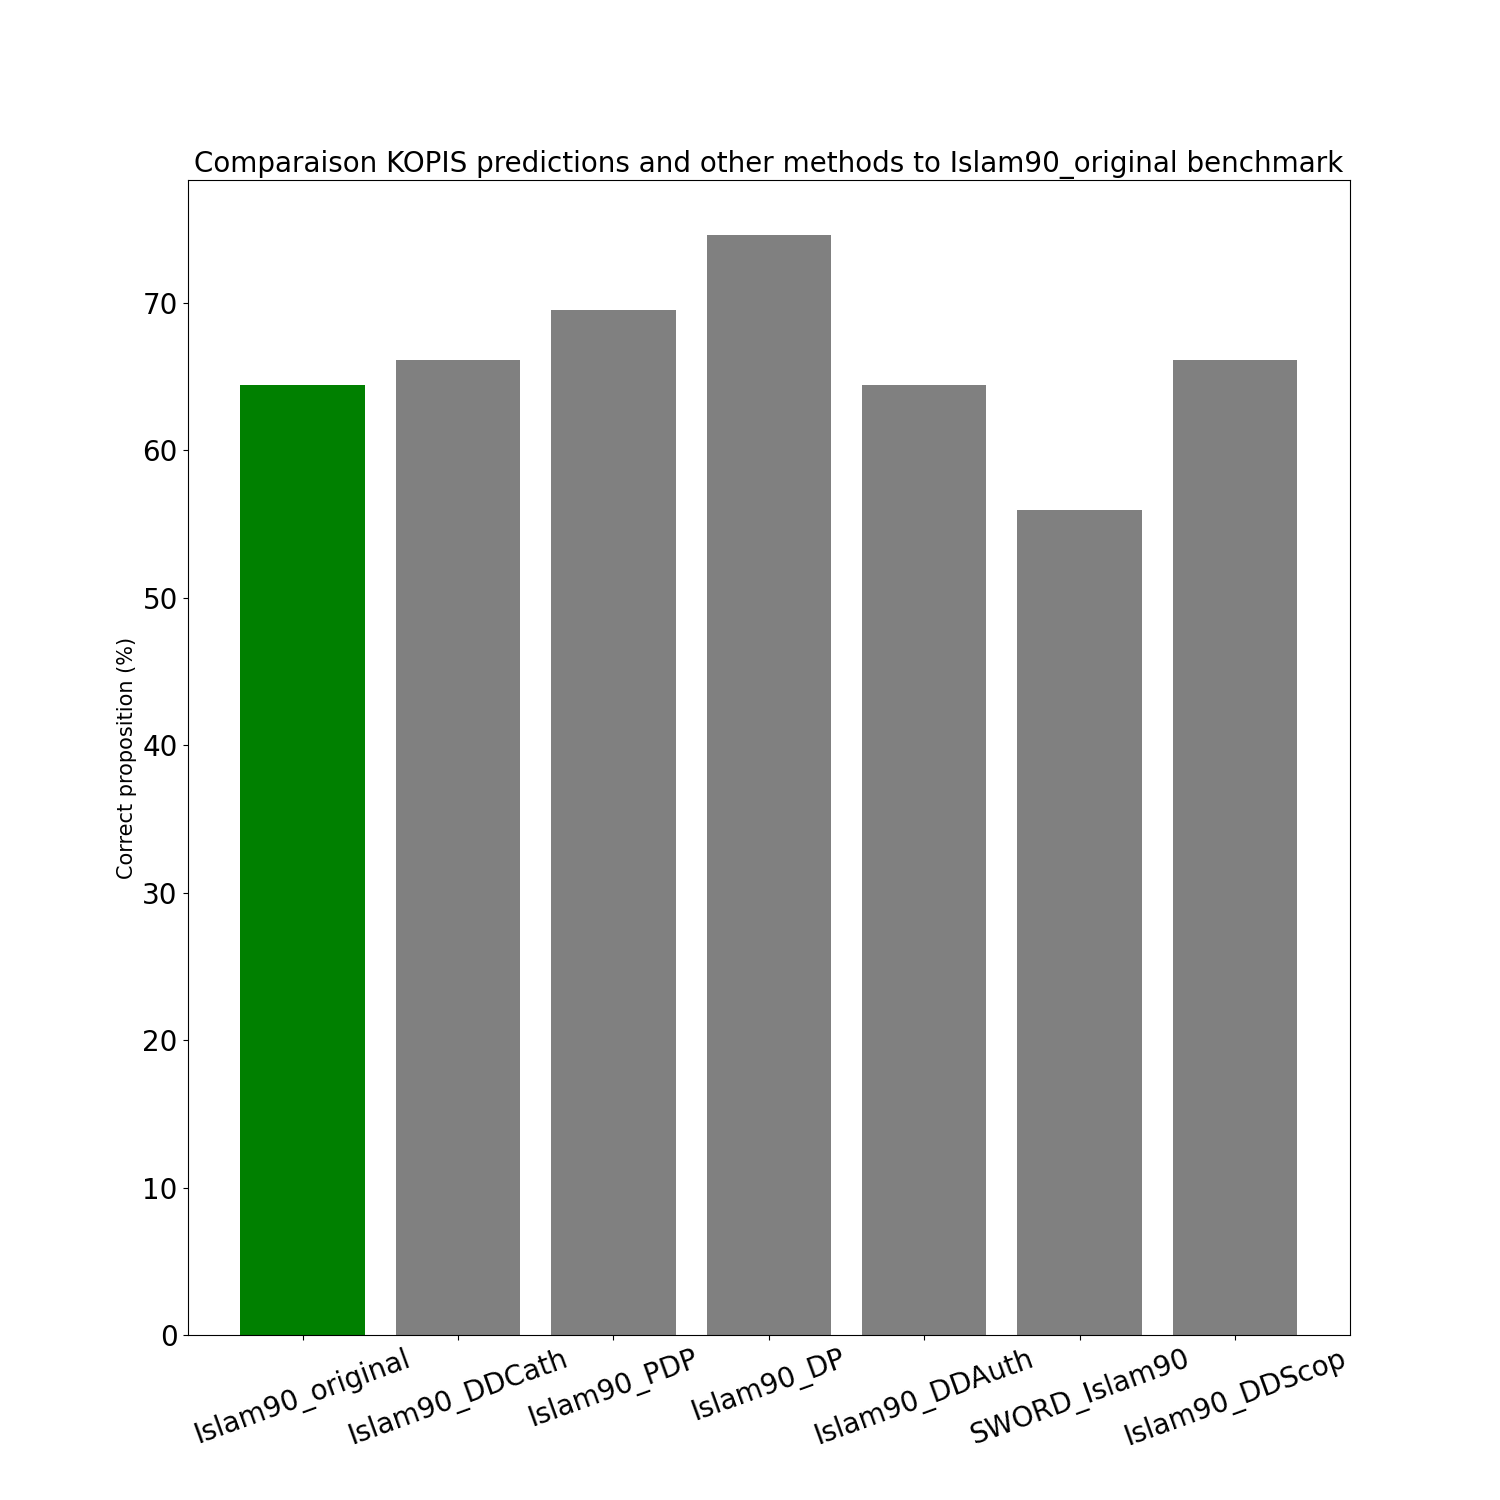 Comparaison KOPIS predictions and other methods to Islam90_original benchmark
Correct proposition (%)
70
60
50
40
30
20
10
0
Islam90_original
Islam90_DDCath
Islam90_PDP
Islam90_DP
Islam90_DDAuth
SWORD_Islam90
Islam90_DDScop